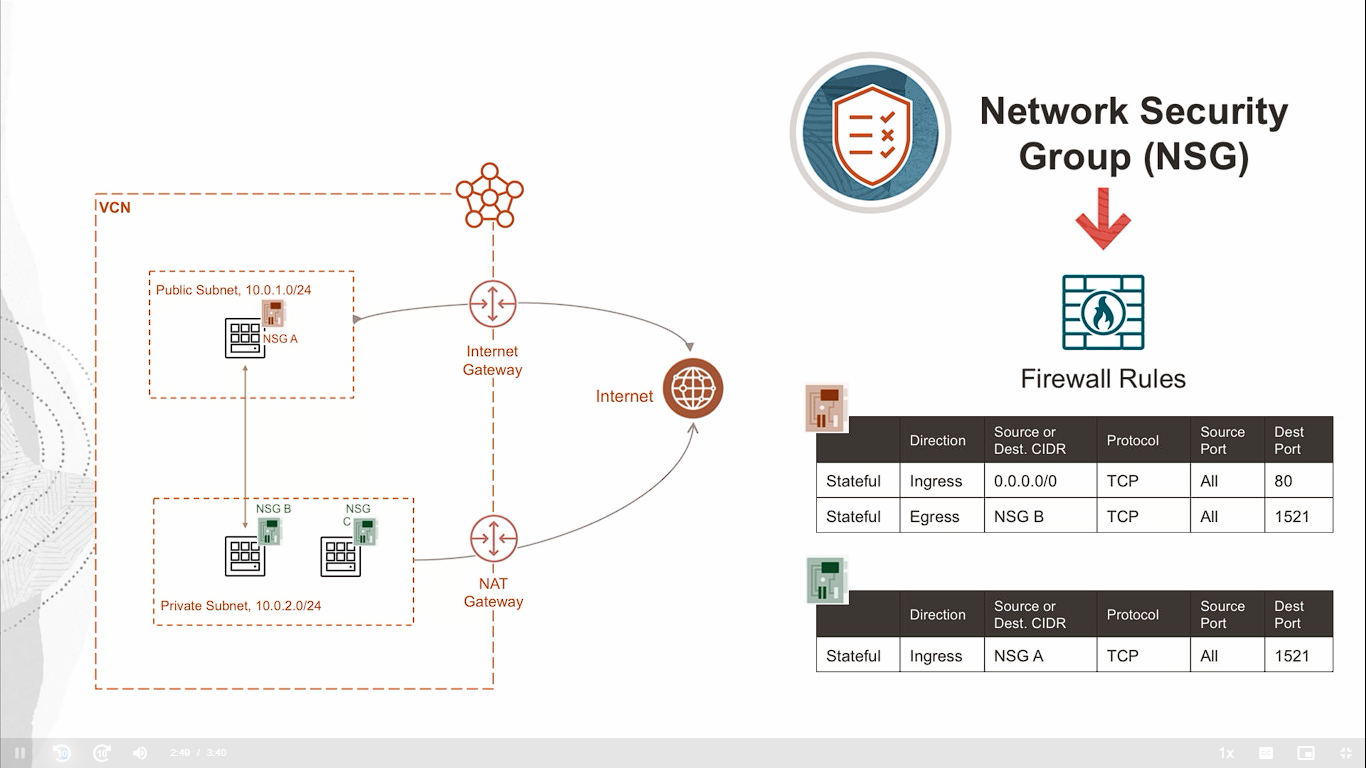 Network Security
Group (NSG)
VCN
Public Subnet, 10.0.1.0/24
NSG A
Internet
Gateway
Internet
NSG B
NSG
C
Private Subnet, 10.0.2.0/24
NAT
Gateway
Firewall Rules
Direction
Source or
Dest. CIDR
Protocol
Source
Port
Dest
Port
Stateful Ingress 0.0.0.0/0 TCP All 80
Stateful Egress NSG B TCP All 1521
Direction
Source or
Dest. CIDR
Protocol
Source
Port
Dest
Port
Stateful Ingress NSG A TCP All 1521
10
10
2:40 / 3:40
1x